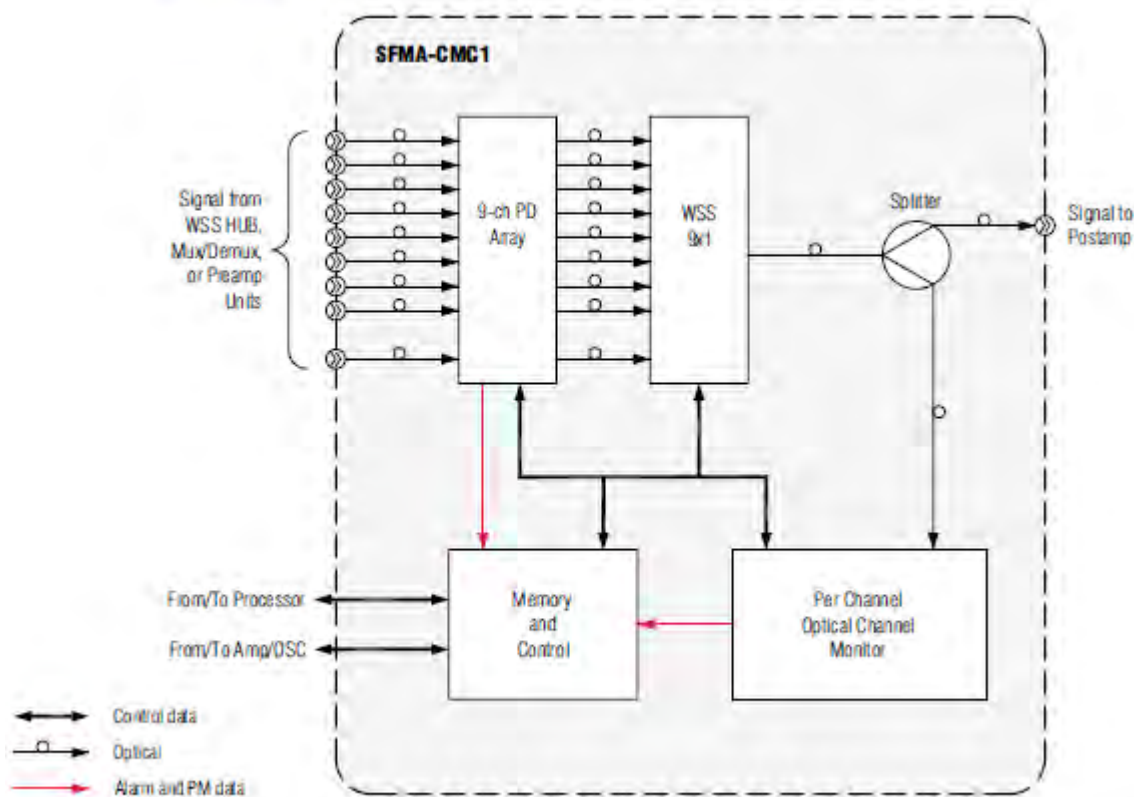 SFMA-CMC1
Signal from
WSS HUB,
Mux/Demux,
or Preamp
Units
9-ch PD
Array
WSS
9x1
Splitter
Signal to
Postamp
From/To Processor
From/To Amp/OSC
Memory
and
Control
Per Channel
Optical Channel
Monitor
Control data
Optical
Alarm and PM data